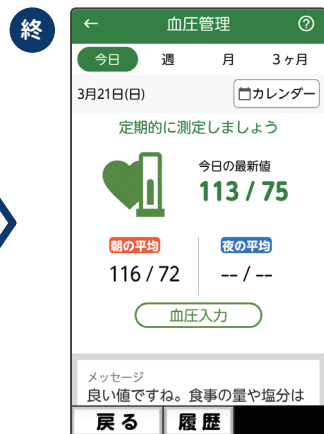 終
← 血圧管理 ?
今日 週 月 3ヶ月
3月21日(日) カレンダー
定期的に測定しましょう
今日の最新値
113 / 75
朝の平均 夜の平均
116 / 72 -- / --
血圧入力
メッセージ
良い値ですね。食事の量や塩分は
戻る 履歴